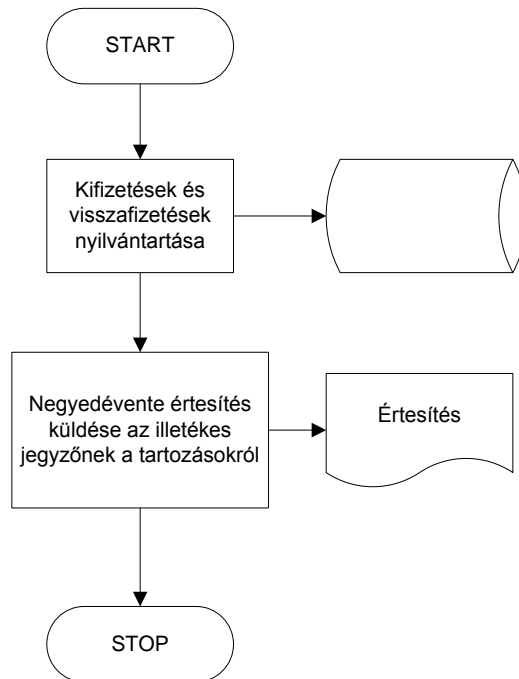 START
Kifizetések és
visszafizetések
nyilvántartása
Negyedévente értesítés
küldése az illetékes
jegyzőnek a tartozásokról
Értesítés
STOP